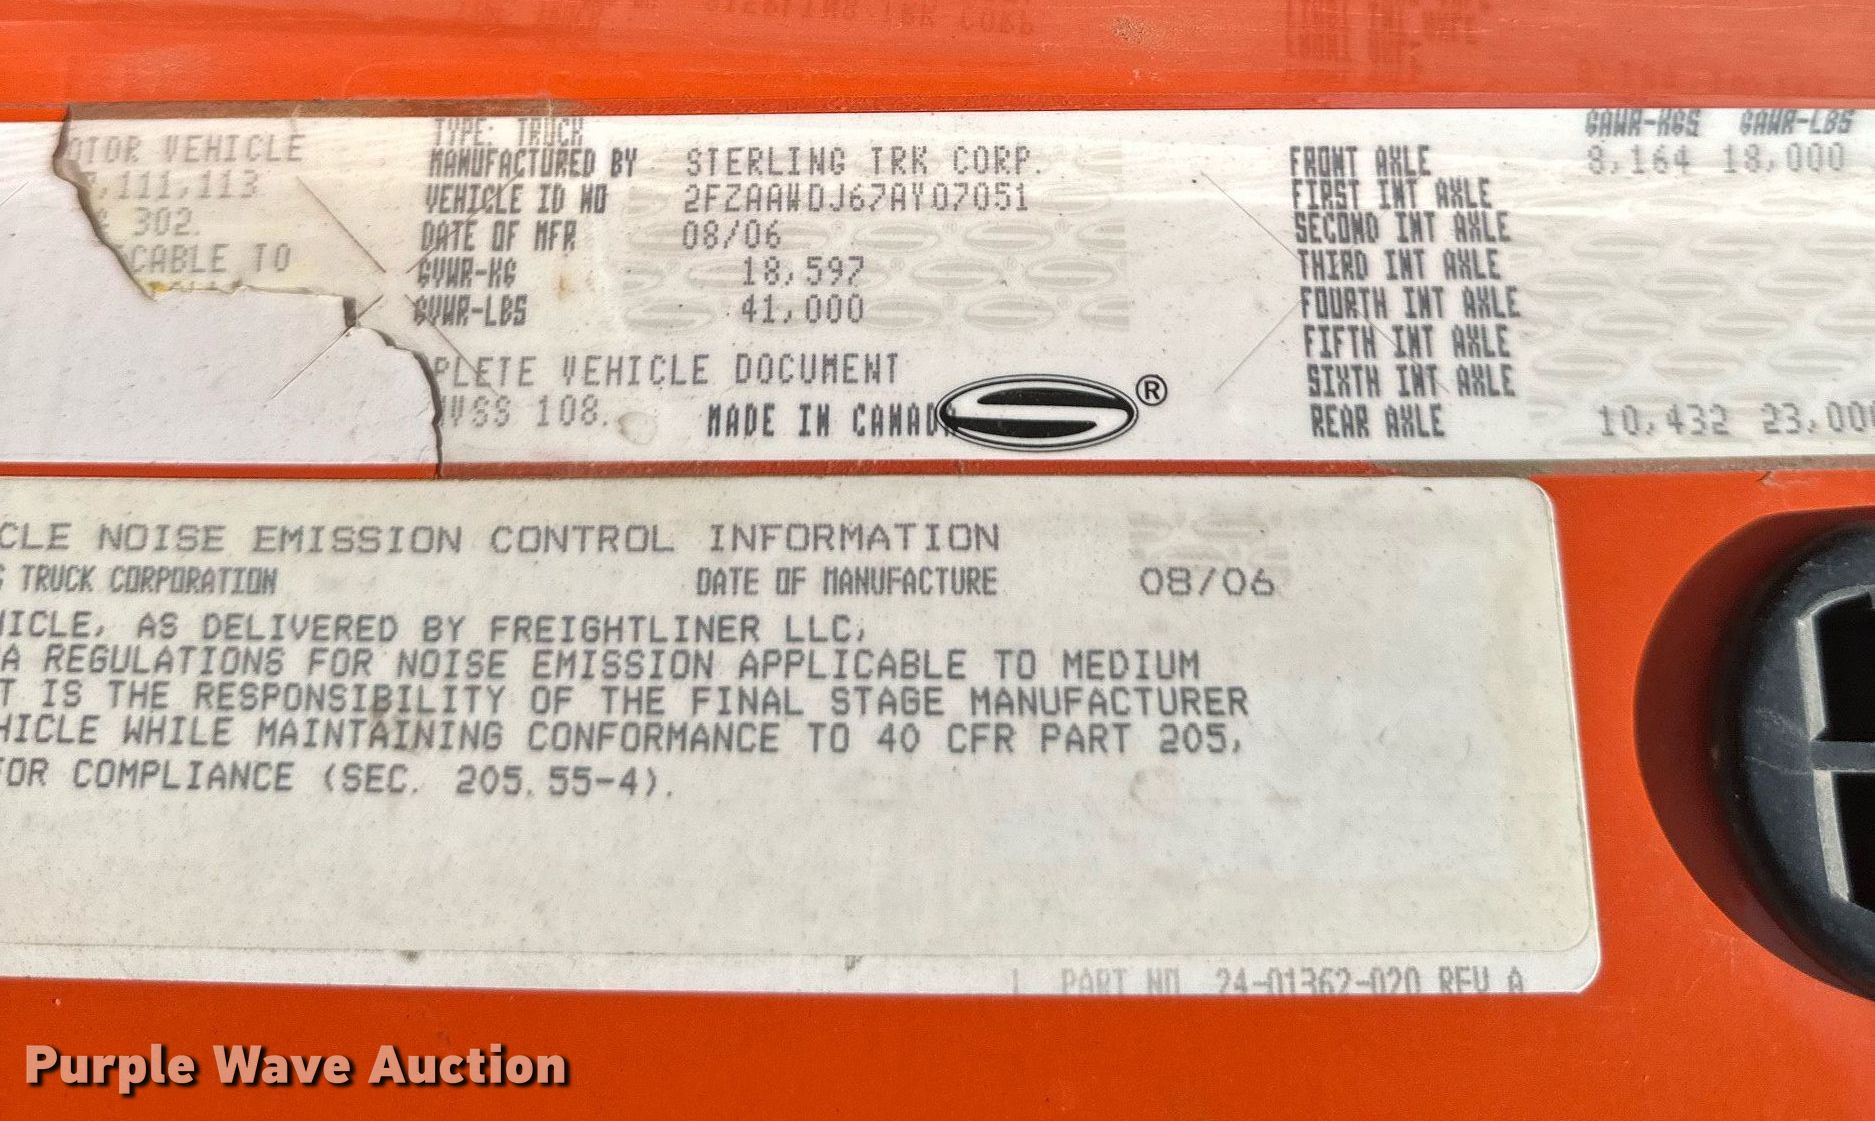 OTOR VEHICLE
7,111,113
& 302.
CABLE TO
TYPE: TRUCK
MANUFACTURED BY STERLING TRK CORP.
VEHICLE ID NO 2FZAAWDJ67AY07051
DATE OF MFR 08/06
GVWR-KG 18,597
GVWR-LBS 41,000
PLETE VEHICLE DOCUMENT
MVSS 108.
MADE IN CANADA ®
GAWR-KGS GAWR-LBS
FRONT AXLE 8,164 18,000
FIRST INT AXLE
SECOND INT AXLE
THIRD INT AXLE
FOURTH INT AXLE
FIFTH INT AXLE
SIXTH INT AXLE
REAR AXLE 10,432 23,000
CLE NOISE EMISSION CONTROL INFORMATION
G TRUCK CORPORATION DATE OF MANUFACTURE 08/06
HICLE, AS DELIVERED BY FREIGHTLINER LLC,
A REGULATIONS FOR NOISE EMISSION APPLICABLE TO MEDIUM
T IS THE RESPONSIBILITY OF THE FINAL STAGE MANUFACTURER
HICLE WHILE MAINTAINING CONFORMANCE TO 40 CFR PART 205,
FOR COMPLIANCE (SEC. 205.55-4).
PART NO 24-01362-020 REV A
Purple Wave Auction